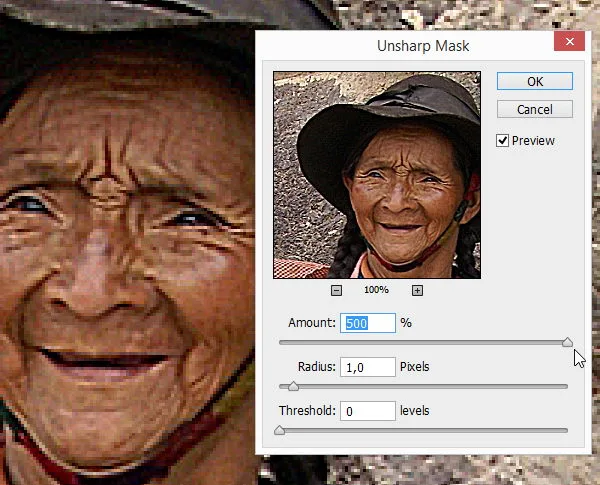 Unsharp Mask
OK
Cancel
Preview
100%
Amount: 500 %
Radius: 1,0 Pixels
Threshold: 0 levels